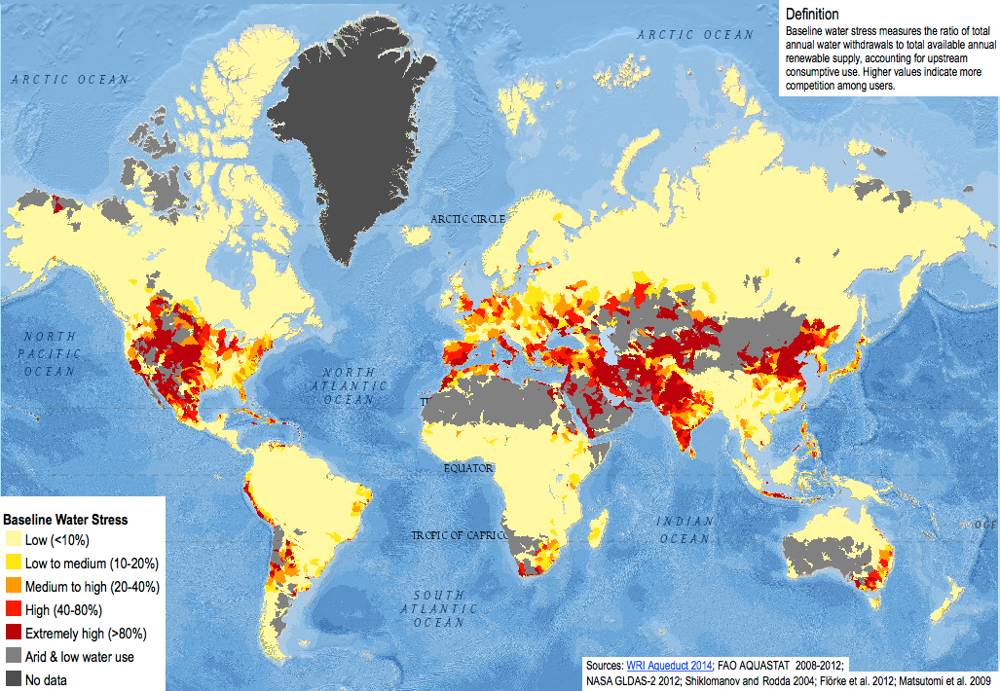 Definition
Baseline water stress measures the ratio of total
annual water withdrawals to total available annual
renewable supply, accounting for upstream
consumptive use. Higher values indicate more
competition among users.
ARCTIC OCEAN
ARCTIC OCEAN
ARCTIC CIRCLE
NORTH
PACIFIC
OCEAN
NORTH
ATLANTIC
OCEAN
TE
EQUATOR
TROPIC OF CAPRICO
INDIAN
OCEAN
OCE
SOUTH
ATLANTIC
OCEAN
Baseline Water Stress
Low (<10%)
Low to medium (10-20%)
Medium to high (20-40%)
High (40-80%)
Extremely high (>80%)
Arid & low water use
No data
Sources: WRI Aqueduct 2014; FAO AQUASTAT 2008-2012;
NASA GLDAS-2 2012; Shiklomanov and Rodda 2004; Flörke et al. 2012; Matsutomi et al. 2009